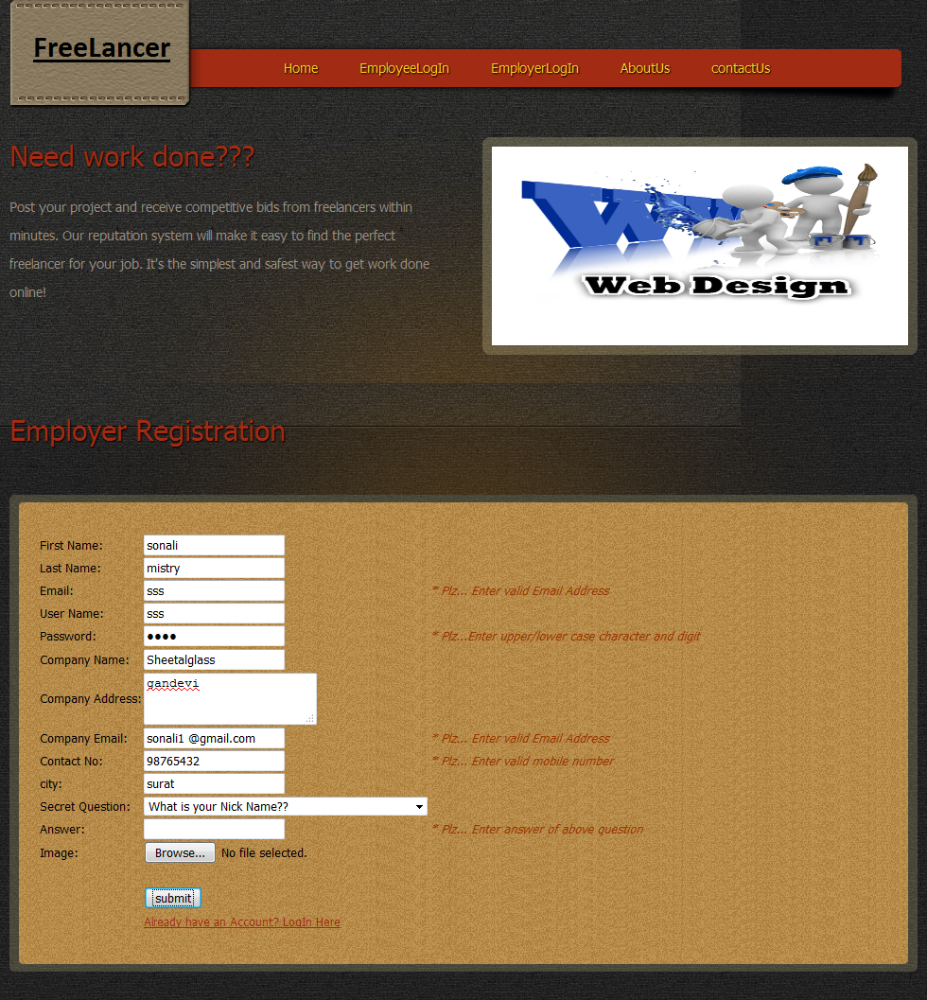 FreeLancer
Home EmployeeLogIn EmployerLogIn AboutUs contactUs
Need work done???
Post your project and receive competitive bids from freelancers within
minutes. Our reputation system will make it easy to find the perfect
freelancer for your job. It's the simplest and safest way to get work done
online!
WW
Web Design
Employer Registration
First Name: sonali
Last Name: mistry
Email: sss * Plz... Enter valid Email Address
User Name: sss
Password: ●●●● * Plz...Enter upper/lower case character and digit
Company Name: Sheetalglass
Company Address: gandevi
Company Email: sonali1 @gmail.com * Plz... Enter valid Email Address
Contact No: 98765432 * Plz... Enter valid mobile number
city: surat
Secret Question: What is your Nick Name??
Answer: * Plz... Enter answer of above question
Image: Browse... No file selected.
submit
Already have an Account? LogIn Here